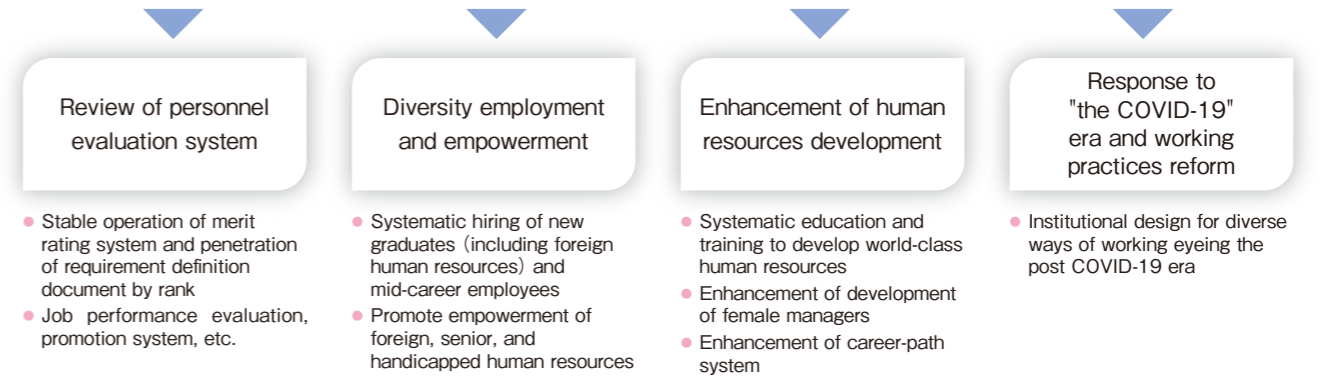 Review of personnel
evaluation system
● Stable operation of merit
rating system and penetration
of requirement definition
document by rank
● Job performance evaluation,
promotion system, etc.
Diversity employment
and empowerment
● Systematic hiring of new
graduates（including foreign
human resources）and
mid-career employees
● Promote empowerment of
foreign, senior, and
handicapped human resources
Enhancement of human
resources development
● Systematic education and
training to develop world-class
human resources
● Enhancement of development
of female managers
● Enhancement of career-path
system
Response to
"the COVID-19"
era and working
practices reform
● Institutional design for diverse
ways of working eyeing the
post COVID-19 era